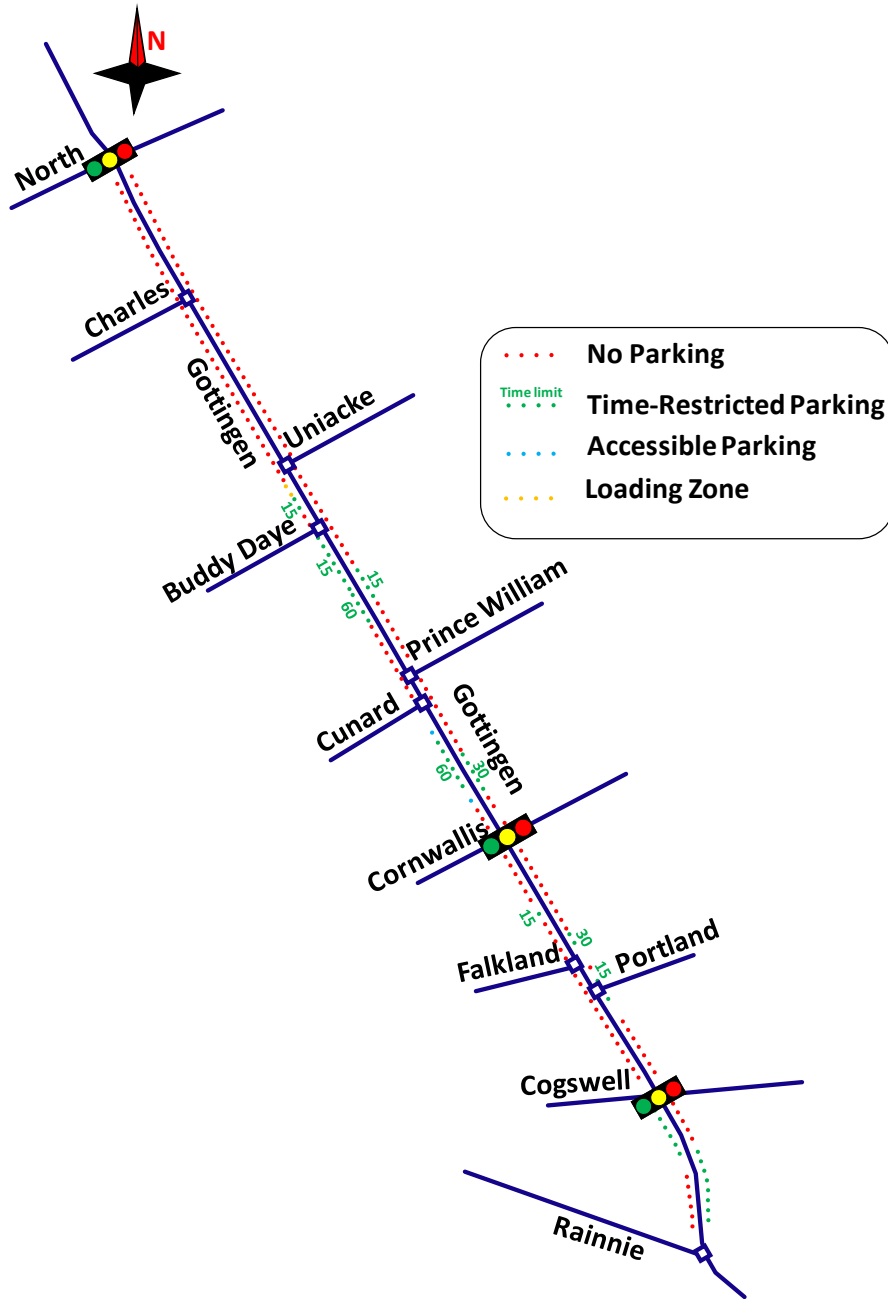 N
North
Charles
Gottingen
Uniacke
No Parking
Time limit
Time-Restricted Parking
Accessible Parking
Loading Zone
15
Buddy Daye
15
15
60
Prince William
Cunard
Gottingen
60
30
Cornwallis
15
30
Falkland
15
Portland
Cogswell
Rainnie